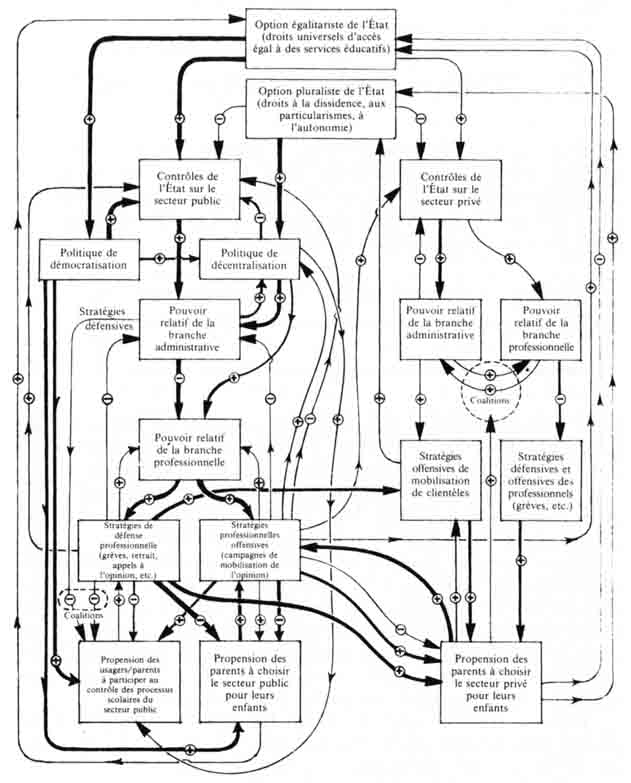 Option égalitariste de l'État
(droits universels d'accès
égal à des services éducatifs)
Option pluraliste de l'État
(droits à la dissidence, aux
particularismes, à
l'autonomie)
Contrôles de
l'État sur le
secteur public
Contrôles de
l'État sur le
secteur privé
Politique de
démocratisation
Politique de
décentralisation
Stratégies
défensives
Pouvoir relatif de la
branche
administrative
Pouvoir relatif
de la branche
administrative
Pouvoir
relatif de la
branche
professionnelle
Coalitions
Pouvoir relatif
de la branche
professionnelle
Stratégies
offensives de
mobilisation de
clientèles
Stratégies
défensives et
offensives des
professionnels
(grèves, etc.)
Stratégies de
défense
professionnelle
(grèves, retrait,
appels à
l'opinion, etc.)
Stratégies
professionnelles
offensives
(campagnes de
mobilisation de
l'opinion)
Coalitions
Propension des
usagers/parents
à participer au
contrôle des processus
scolaires du
secteur public
Propension des
parents à choisir
le secteur public
pour leurs
enfants
Propension des
parents à choisir
le secteur privé
pour leurs
enfants